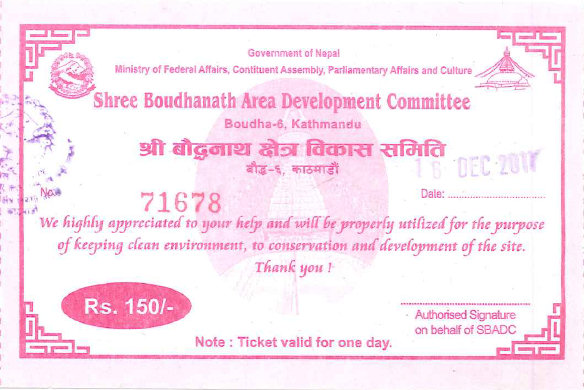 Government of Nepal
Ministry of Federal Affairs, Contituent Assembly, Parliamentary Affairs and Culture
Shree Boudhanath Area Development Committee
Boudha-6, Kathmandu
श्री बौद्धनाथ क्षेत्र विकास समिति
बौद्ध-६, काठमाडौं
16 DEC 2011
No. 71678
Date:
We highly appreciated to your help and will be properly utilized for the purpose
of keeping clean environment, to conservation and development of the site.
Thank you !
Rs. 150/-
Authorised Signature
on behalf of SBADC
Note : Ticket valid for one day.